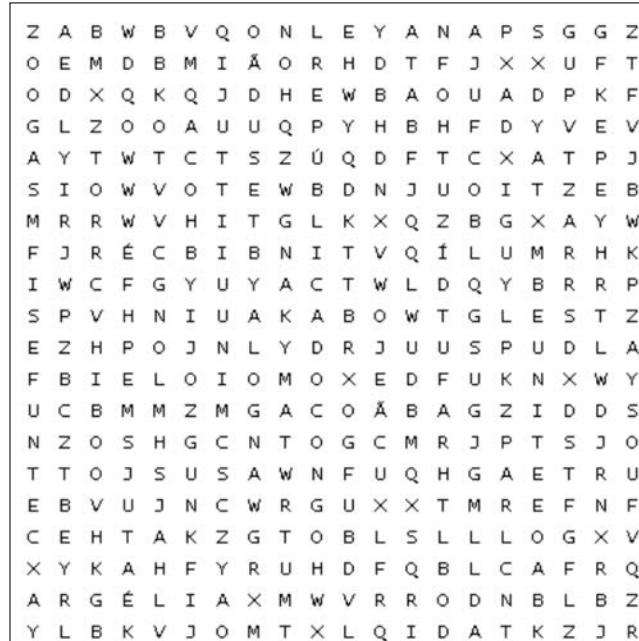 Z A B W B V Q O N L E Y A N A P S G G Z
O E M D B M I Ã O R H D T F J X X U F T
O D X Q K Q J D H E W B A O U A D P K F
G L Z O O A U U Q P Y H B H F D Y V E V
A Y T W T C T S Z Ú Q D F T C X A T P J
S I O W V O T E W B D N J U O I T Z E B
M R R W V H I T G L K X Q Z B G X A Y W
F J R É C B I B N I T V Q Í L U M R H K
I W C F G Y U Y A C T W L D Q Y B R R P
S P V H N I U A K A B O W T G L E S T Z
E Z H P O J N L Y D R J U U S P U D L A
F B I E L O I O M O X E D F U K N X W Y
U C B M M Z M G A C O Ã B A G Z I D D S
N Z O S H G C N T O G C M R J P T S J O
T T O J S U S A W N F U Q H G A E T R U
E B V U J N C W R G U X X T M R E F N F
C E H T A K Z G T O B L S L L L O G X V
X Y K A H F Y R U H D F Q B L C A F R Q
A R G É L I A X M W V R R O D N B L B Z
Y L B K V J O M T X L Q I D A T K Z J R